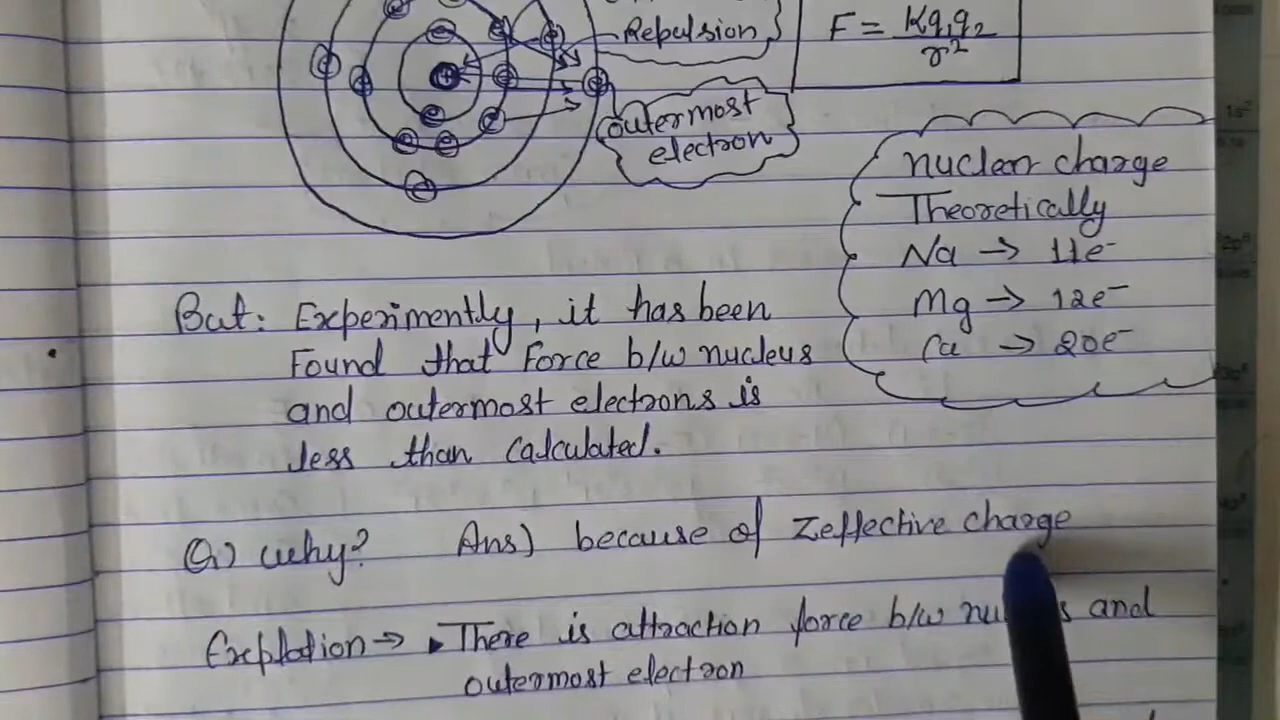 Repulsion
F = Kq1q2/r²
outermost
electron
nuclear charge
Theoretically
Na → 11e⁻
Mg → 12e⁻
Ca → 20e⁻
But: Experimently, it has been
Found that Force b/w nucleus
and outermost electrons is
less than calculated.
Q) Why? Ans) because of Zeffective charge
Explation → ▸ There is attraction force b/w and
outermost electron